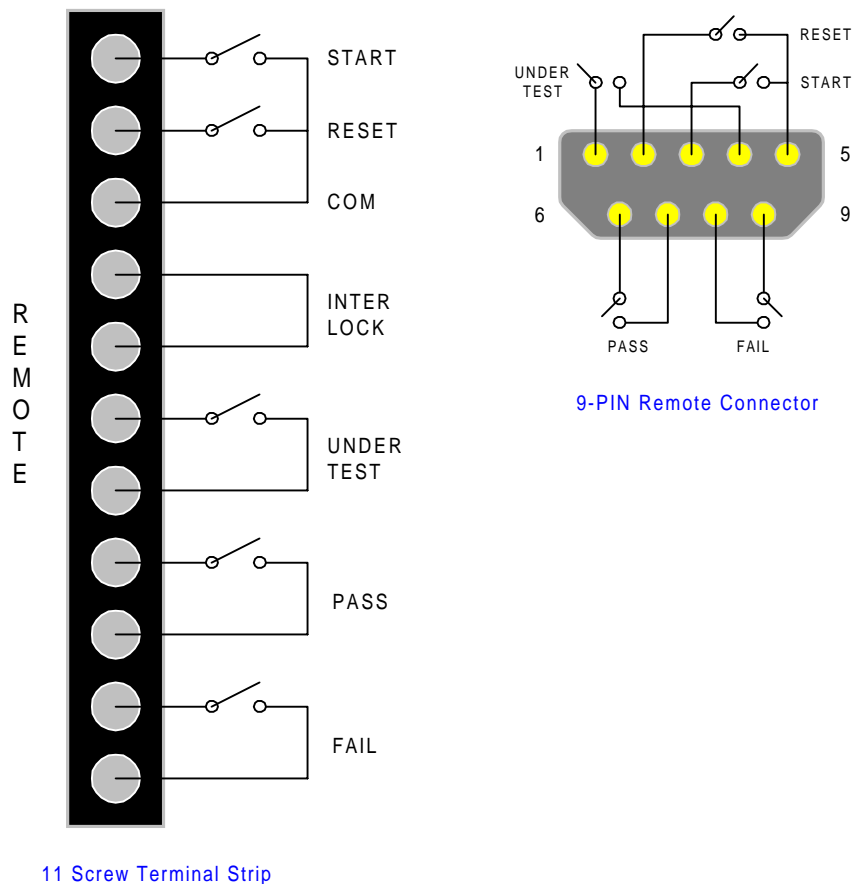 REMOTE
START
RESET
COM
INTER
LOCK
UNDER
TEST
PASS
FAIL
11 Screw Terminal Strip
RESET
START
UNDER
TEST
1
5
6
9
PASS
FAIL
9-PIN Remote Connector